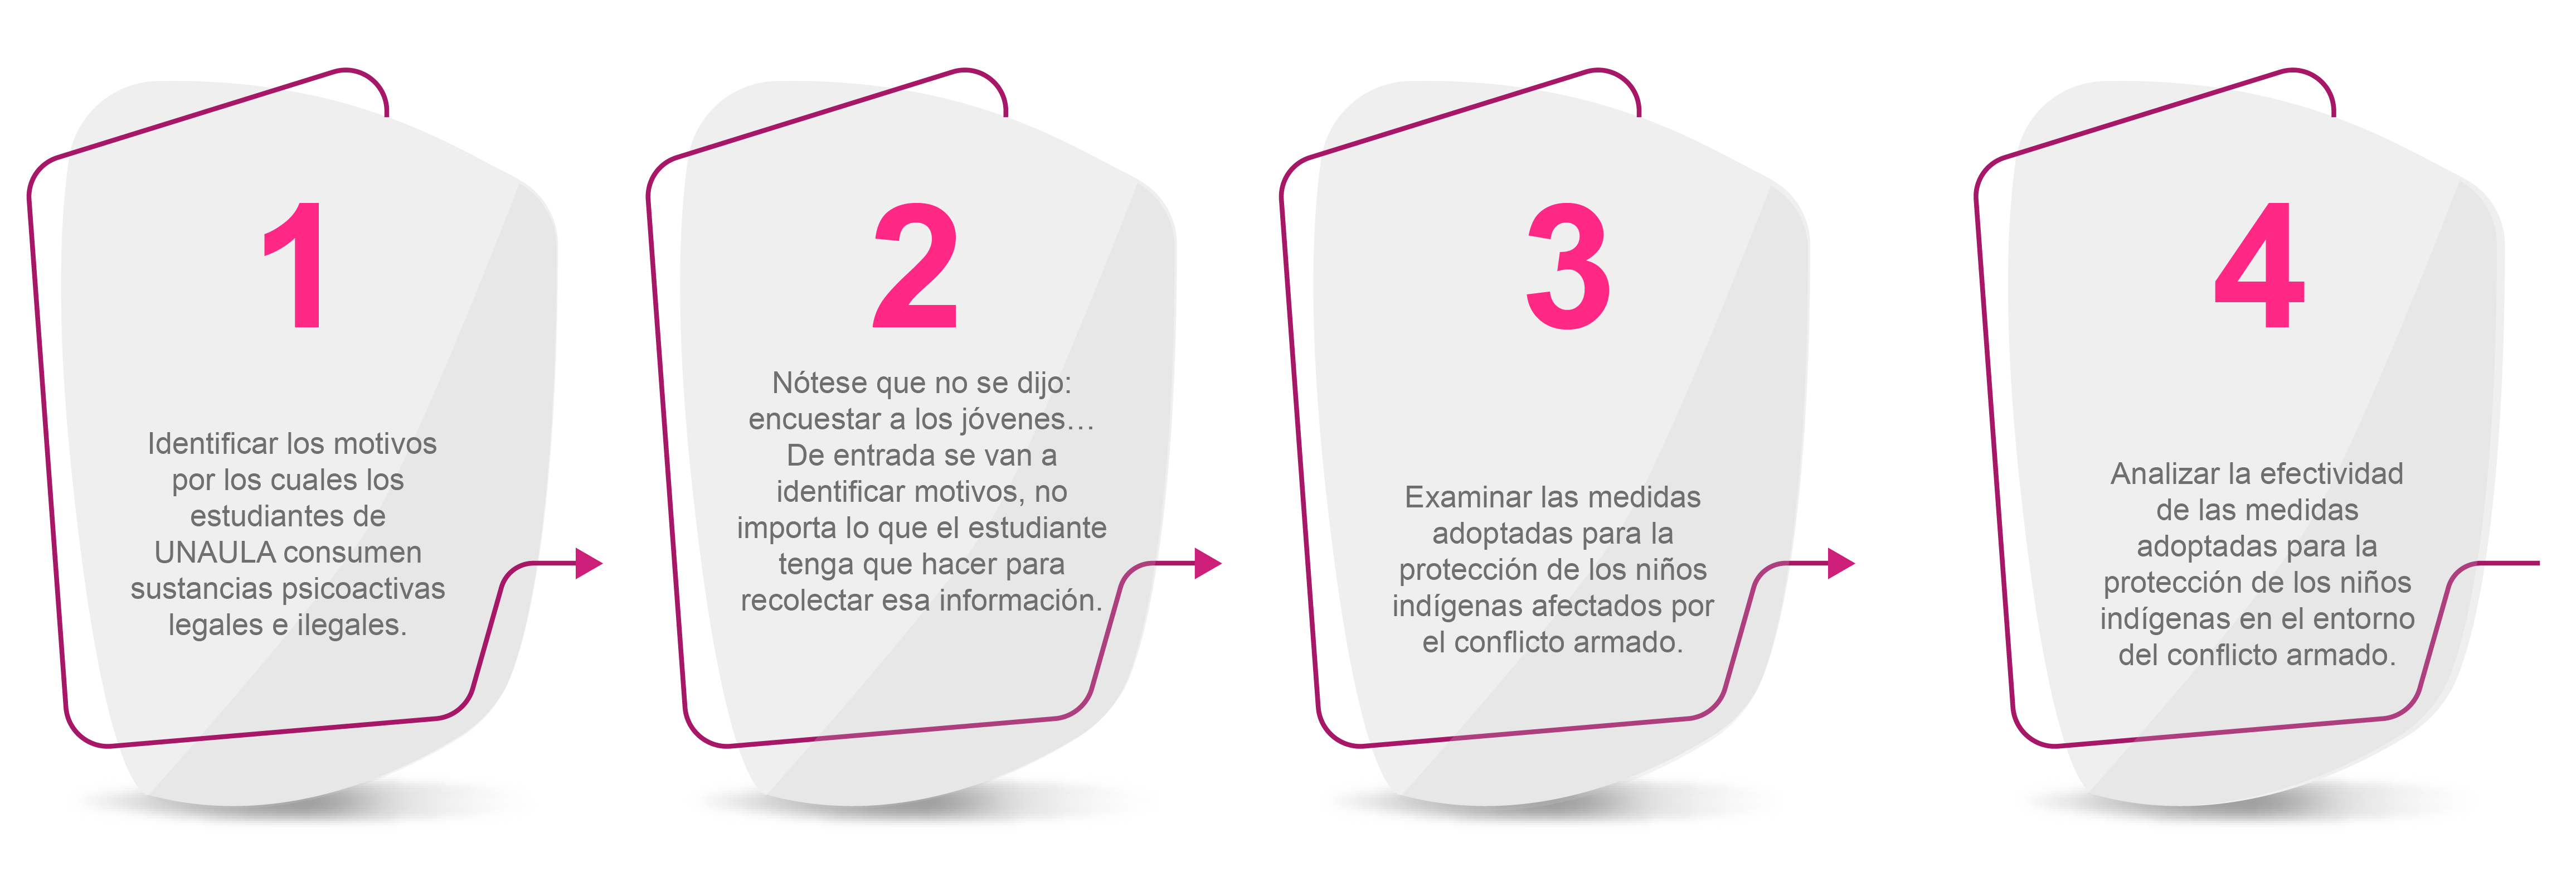 1
Identificar los motivos
por los cuales los
estudiantes de
UNAULA consumen
sustancias psicoactivas
legales e ilegales.
2
Nótese que no se dijo:
encuestar a los jóvenes…
De entrada se van a
identificar motivos, no
importa lo que el estudiante
tenga que hacer para
recolectar esa información.
3
Examinar las medidas
adoptadas para la
protección de los niños
indígenas afectados por
el conflicto armado.
4
Analizar la efectividad
de las medidas
adoptadas para la
protección de los niños
indígenas en el entorno
del conflicto armado.